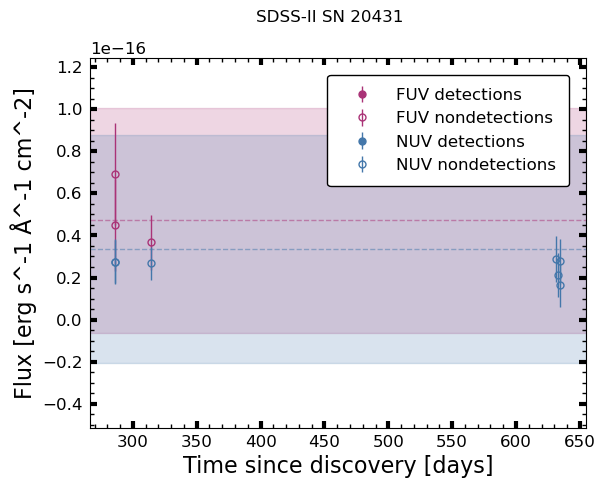 SDSS-II SN 20431
1e−16
1.2
1.0
0.8
0.6
0.4
0.2
0.0
−0.2
−0.4
Flux [erg s^-1 Å^-1 cm^-2]
FUV detections
FUV nondetections
NUV detections
NUV nondetections
300 350 400 450 500 550 600 650
Time since discovery [days]